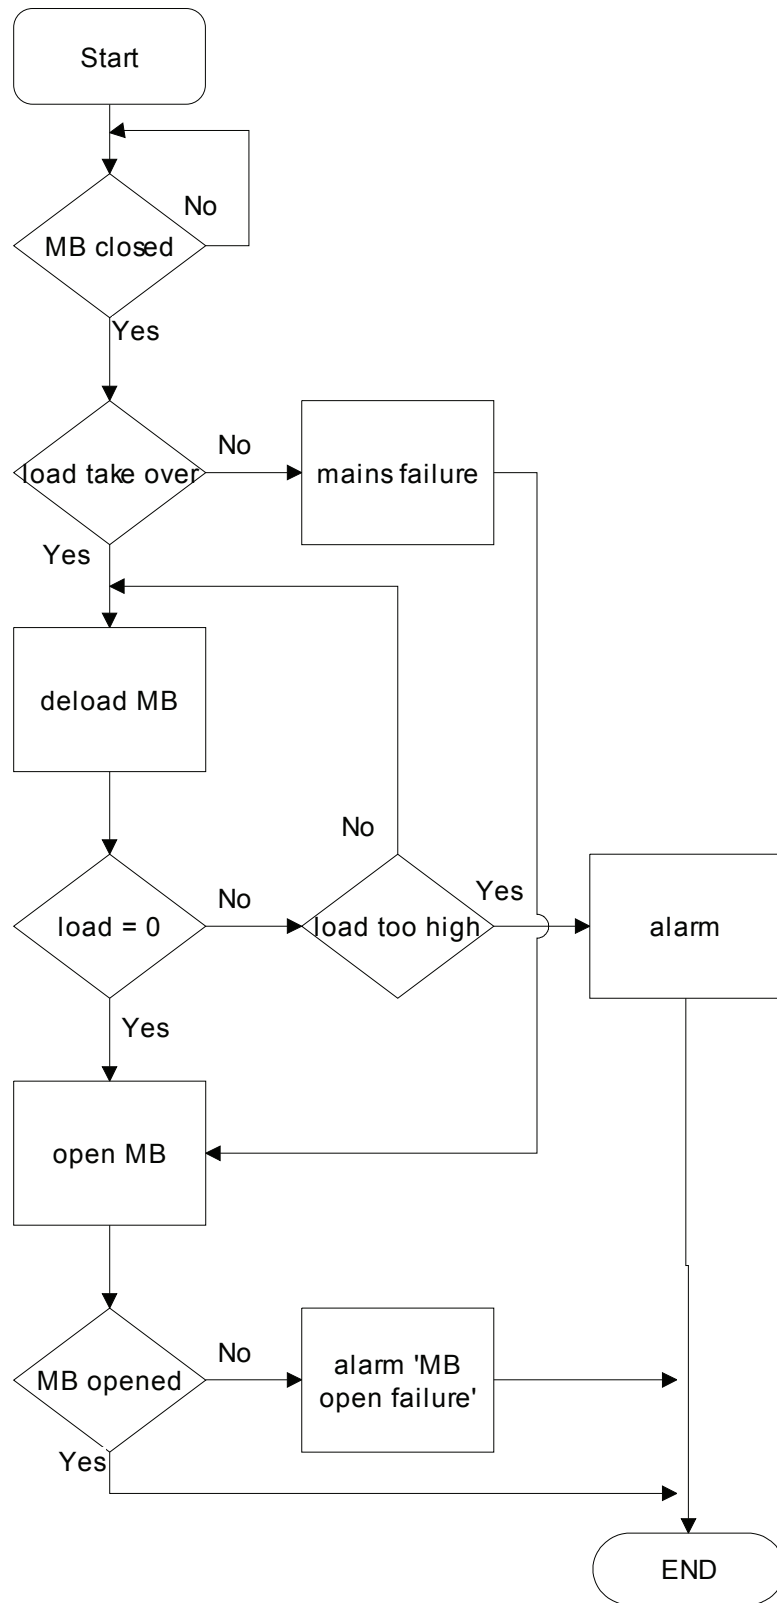 Start
No
MB closed
Yes
load take over
No
mains failure
Yes
deload MB
No
load = 0
No
load too high
Yes
alarm
Yes
open MB
MB opened
No
alarm 'MB
open failure'
Yes
END